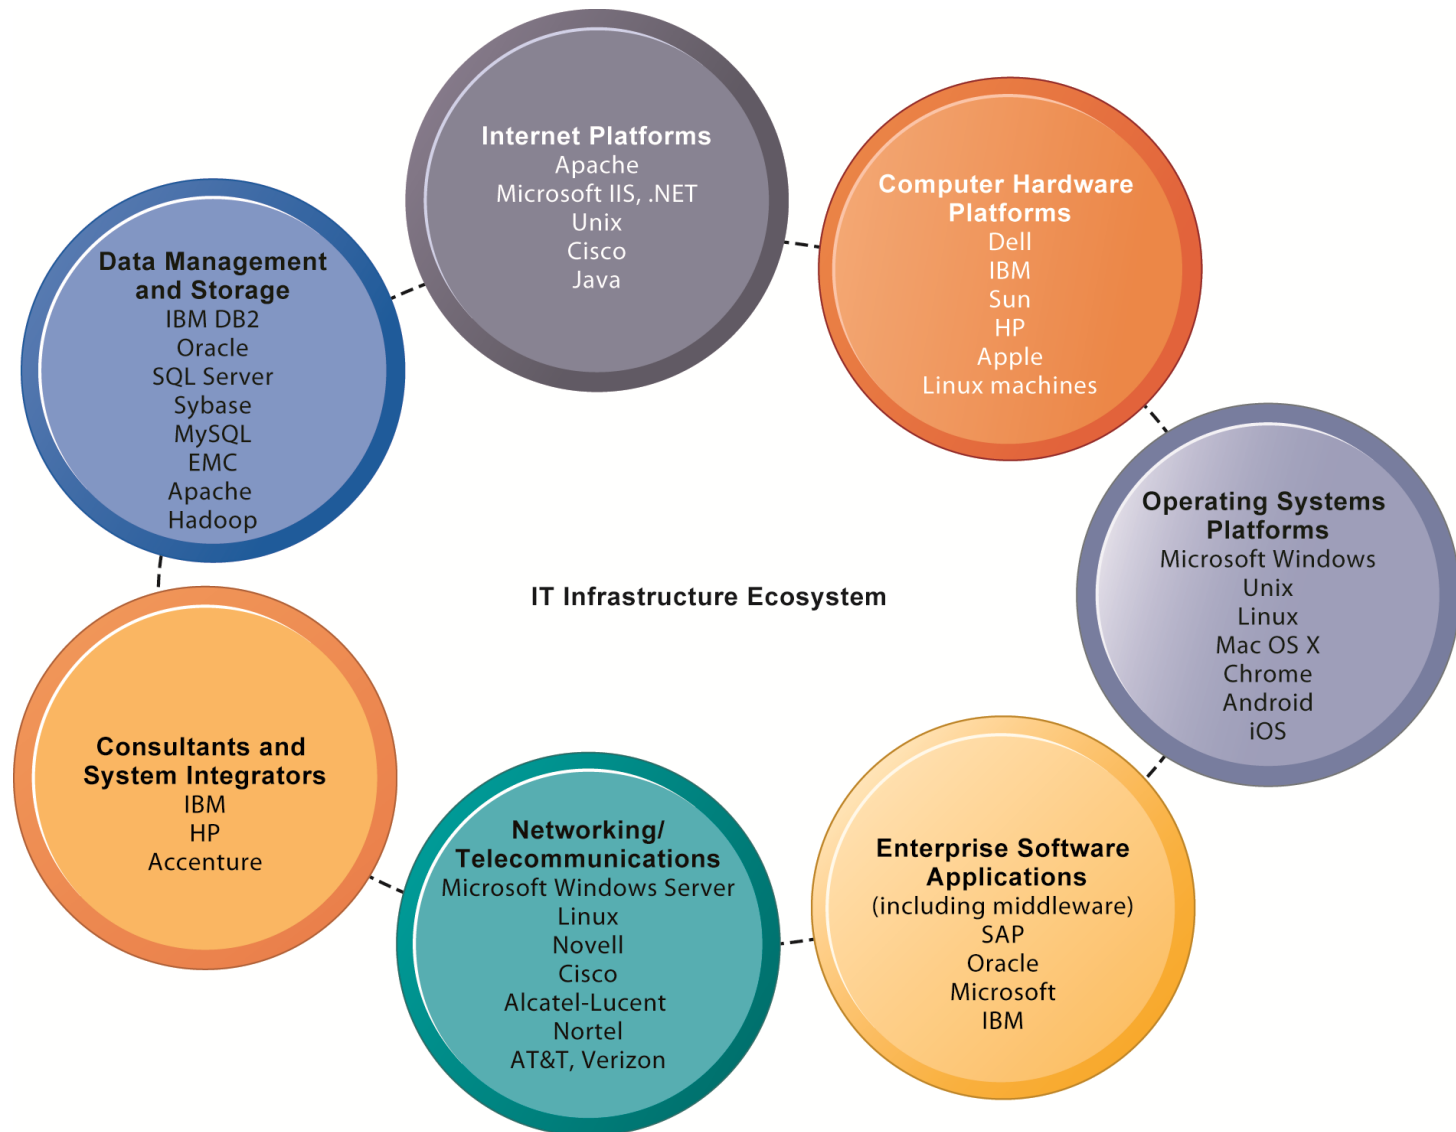 Internet Platforms
Apache
Microsoft IIS, .NET
Unix
Cisco
Java
Computer Hardware
Platforms
Dell
IBM
Sun
HP
Apple
Linux machines
Operating Systems
Platforms
Microsoft Windows
Unix
Linux
Mac OS X
Chrome
Android
iOS
Enterprise Software
Applications
(including middleware)
SAP
Oracle
Microsoft
IBM
Networking/
Telecommunications
Microsoft Windows Server
Linux
Novell
Cisco
Alcatel-Lucent
Nortel
AT&T, Verizon
Consultants and
System Integrators
IBM
HP
Accenture
Data Management
and Storage
IBM DB2
Oracle
SQL Server
Sybase
MySQL
EMC
Apache
Hadoop
IT Infrastructure Ecosystem